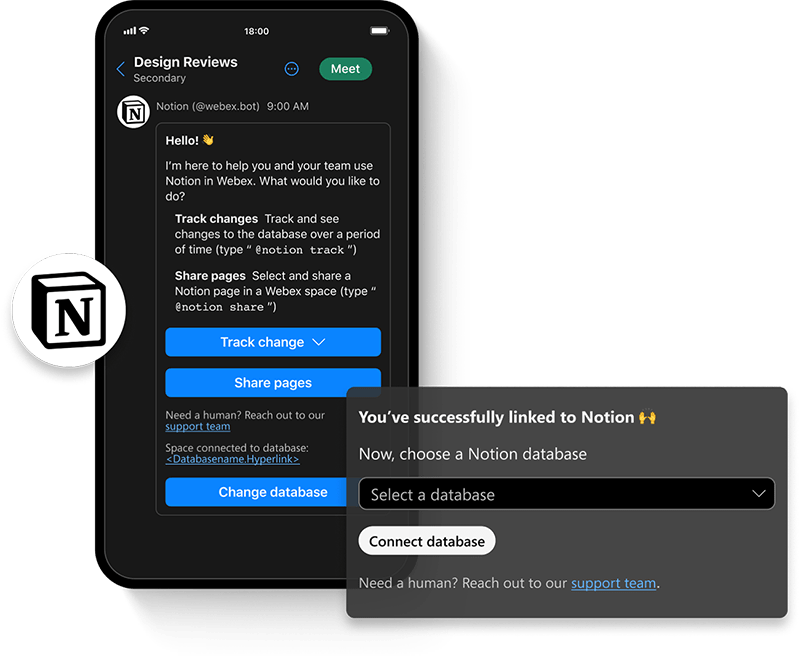 18:00
Design Reviews
Secondary
Meet
N
Notion (@webex.bot) 9:00 AM
Hello! 👋
I'm here to help you and your team use
Notion in Webex. What would you like to
do?
Track changes Track and see
changes to the database over a period
of time (type “ @notion track ”)
Share pages Select and share a
Notion page in a Webex space (type “
@notion share ”)
N
Track change
Share pages
Need a human? Reach out to our
support team
Space connected to database:
<Databasename.Hyperlink>
Change database
You’ve successfully linked to Notion 🙌
Now, choose a Notion database
Select a database
Connect database
Need a human? Reach out to our support team.